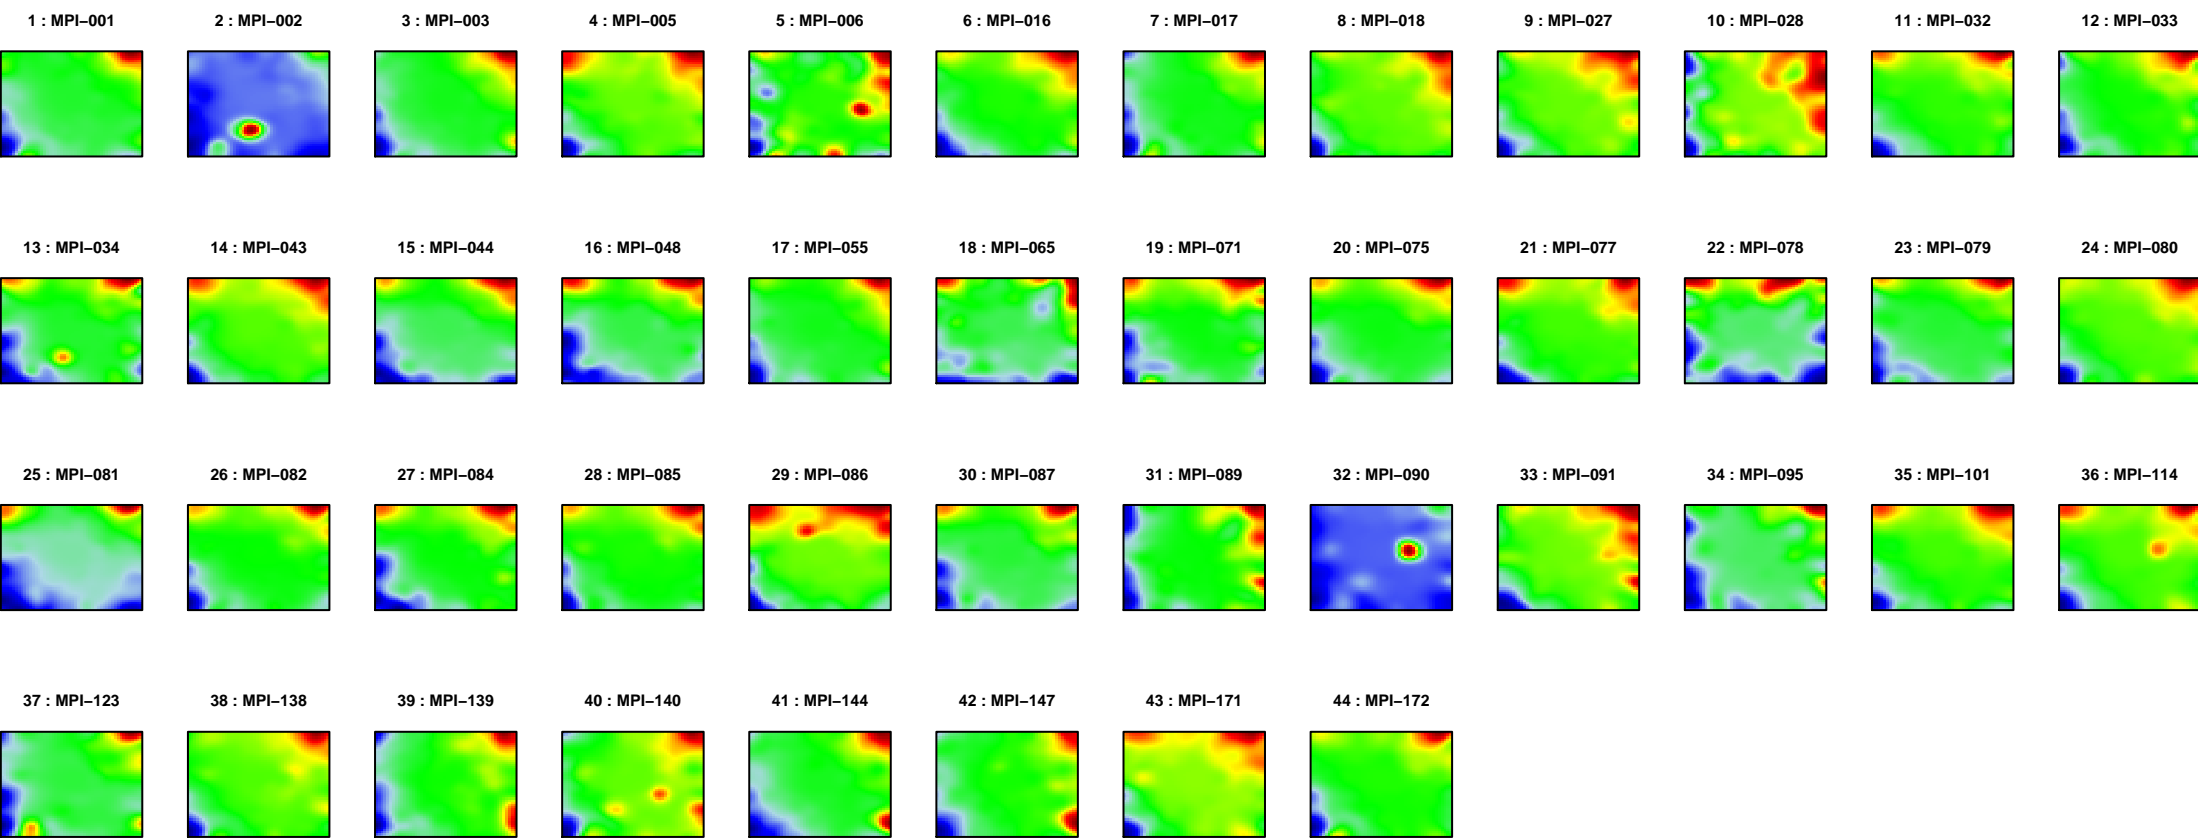 1 : MPI–001
2 : MPI–002
3 : MPI–003
4 : MPI–005
5 : MPI–006
6 : MPI–016
7 : MPI–017
8 : MPI–018
9 : MPI–027
10 : MPI–028
11 : MPI–032
12 : MPI–033
13 : MPI–034
14 : MPI–043
15 : MPI–044
16 : MPI–048
17 : MPI–055
18 : MPI–065
19 : MPI–071
20 : MPI–075
21 : MPI–077
22 : MPI–078
23 : MPI–079
24 : MPI–080
25 : MPI–081
26 : MPI–082
27 : MPI–084
28 : MPI–085
29 : MPI–086
30 : MPI–087
31 : MPI–089
32 : MPI–090
33 : MPI–091
34 : MPI–095
35 : MPI–101
36 : MPI–114
37 : MPI–123
38 : MPI–138
39 : MPI–139
40 : MPI–140
41 : MPI–144
42 : MPI–147
43 : MPI–171
44 : MPI–172